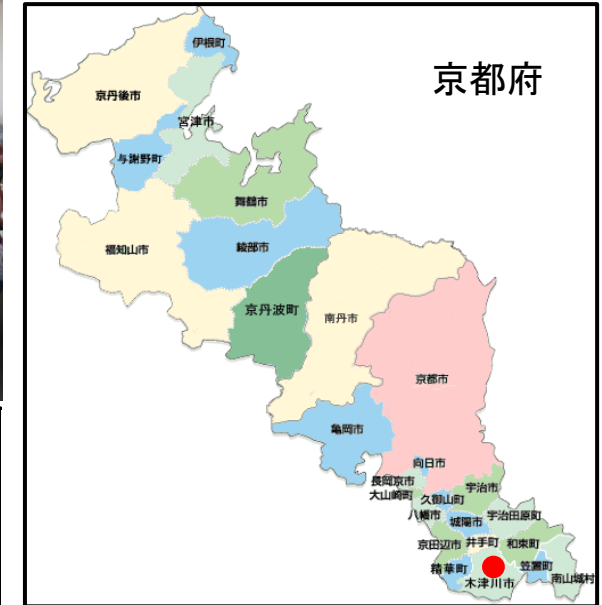 京都府
伊根町
京丹後市
宮津市
与謝野町
舞鶴市
福知山市
綾部市
京丹波町
南丹市
京都市
亀岡市
向日市
長岡京市
大山崎町
宇治市
久御山町
八幡市
宇治田原町
城陽市
京田辺市
井手町
和束町
精華町
笠置町
木津川市
南山城村